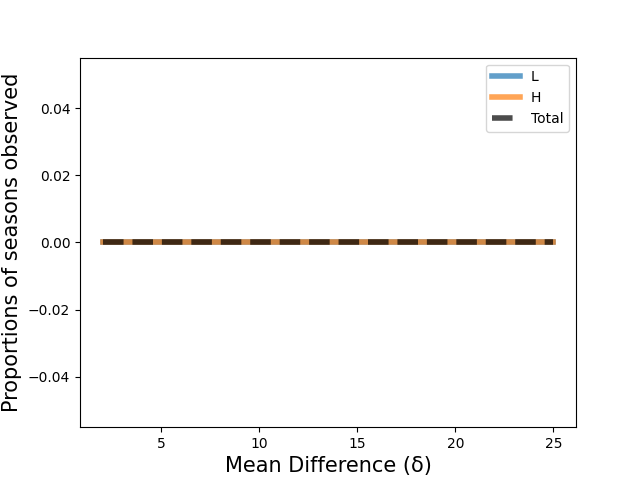 L
H
Total
0.04
0.02
0.00
−0.02
−0.04
Proportions of seasons observed
5 10 15 20 25
Mean Difference (δ)